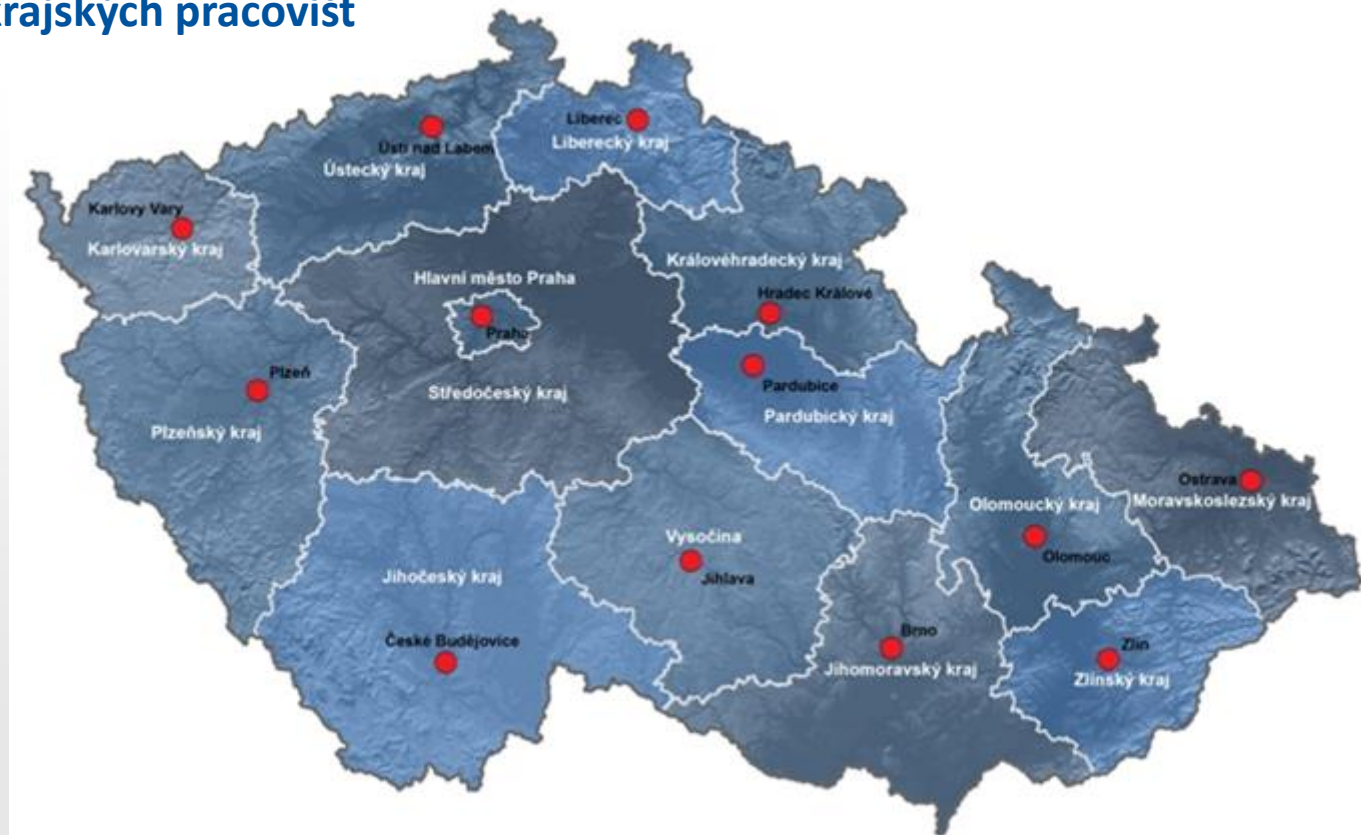 krajských pracovišť
Liberec
Liberecký kraj
Ústí nad Labem
Ústecký kraj
Karlovy Vary
Karlovarský kraj
Královéhradecký kraj
Hlavní město Praha
Hradec Králové
Praha
Plzeň
Pardubice
Středočeský kraj
Pardubický kraj
Plzeňský kraj
Ostrava
Moravskoslezský kraj
Olomoucký kraj
Vysočina
Olomouc
Jihočeský kraj
Jihlava
České Budějovice
Brno
Zlín
Jihomoravský kraj
Zlínský kraj